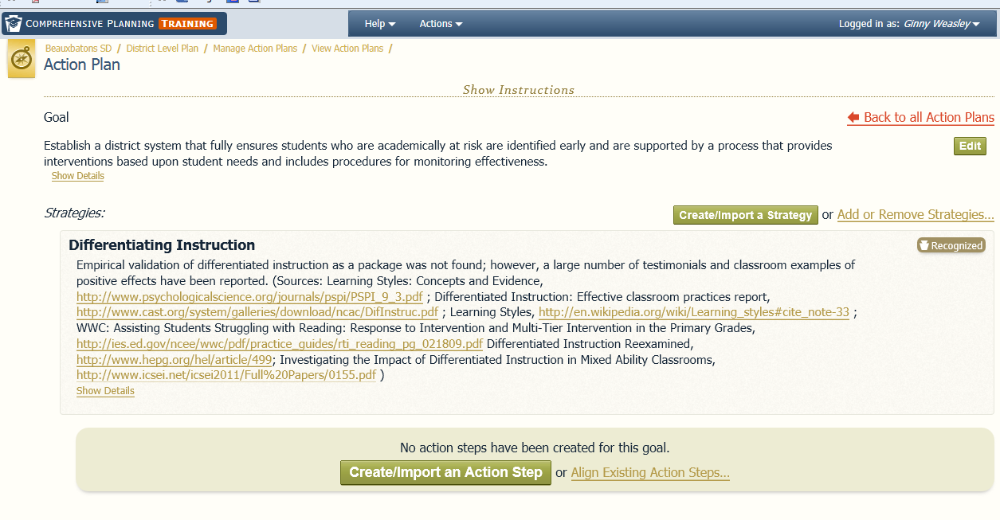 COMPREHENSIVE PLANNING TRAINING
Help Actions Logged in as: Ginny Weasley
Beauxbatons SD / District Level Plan / Manage Action Plans / View Action Plans /
Action Plan
Show Instructions
Goal
Back to all Action Plans
Establish a district system that fully ensures students who are academically at risk are identified early and are supported by a process that provides
interventions based upon student needs and includes procedures for monitoring effectiveness.
Edit
Show Details
Strategies:
Create/Import a Strategy or Add or Remove Strategies...
Differentiating Instruction
Recognized
Empirical validation of differentiated instruction as a package was not found; however, a large number of testimonials and classroom examples of
positive effects have been reported. (Sources: Learning Styles: Concepts and Evidence,
http://www.psychologicalscience.org/journals/pspi/PSPI_9_3.pdf ; Differentiated Instruction: Effective classroom practices report,
http://www.cast.org/system/galleries/download/ncac/DifInstruc.pdf ; Learning Styles, http://en.wikipedia.org/wiki/Learning_styles#cite_note-33 ;
WWC: Assisting Students Struggling with Reading: Response to Intervention and Multi-Tier Intervention in the Primary Grades,
http://ies.ed.gov/ncee/wwc/pdf/practice_guides/rti_reading_pg_021809.pdf Differentiated Instruction Reexamined,
http://www.hepg.org/hel/article/499; Investigating the Impact of Differentiated Instruction in Mixed Ability Classrooms,
http://www.icsei.net/icsei2011/Full%20Papers/0155.pdf )
Show Details
No action steps have been created for this goal.
Create/Import an Action Step or Align Existing Action Steps...